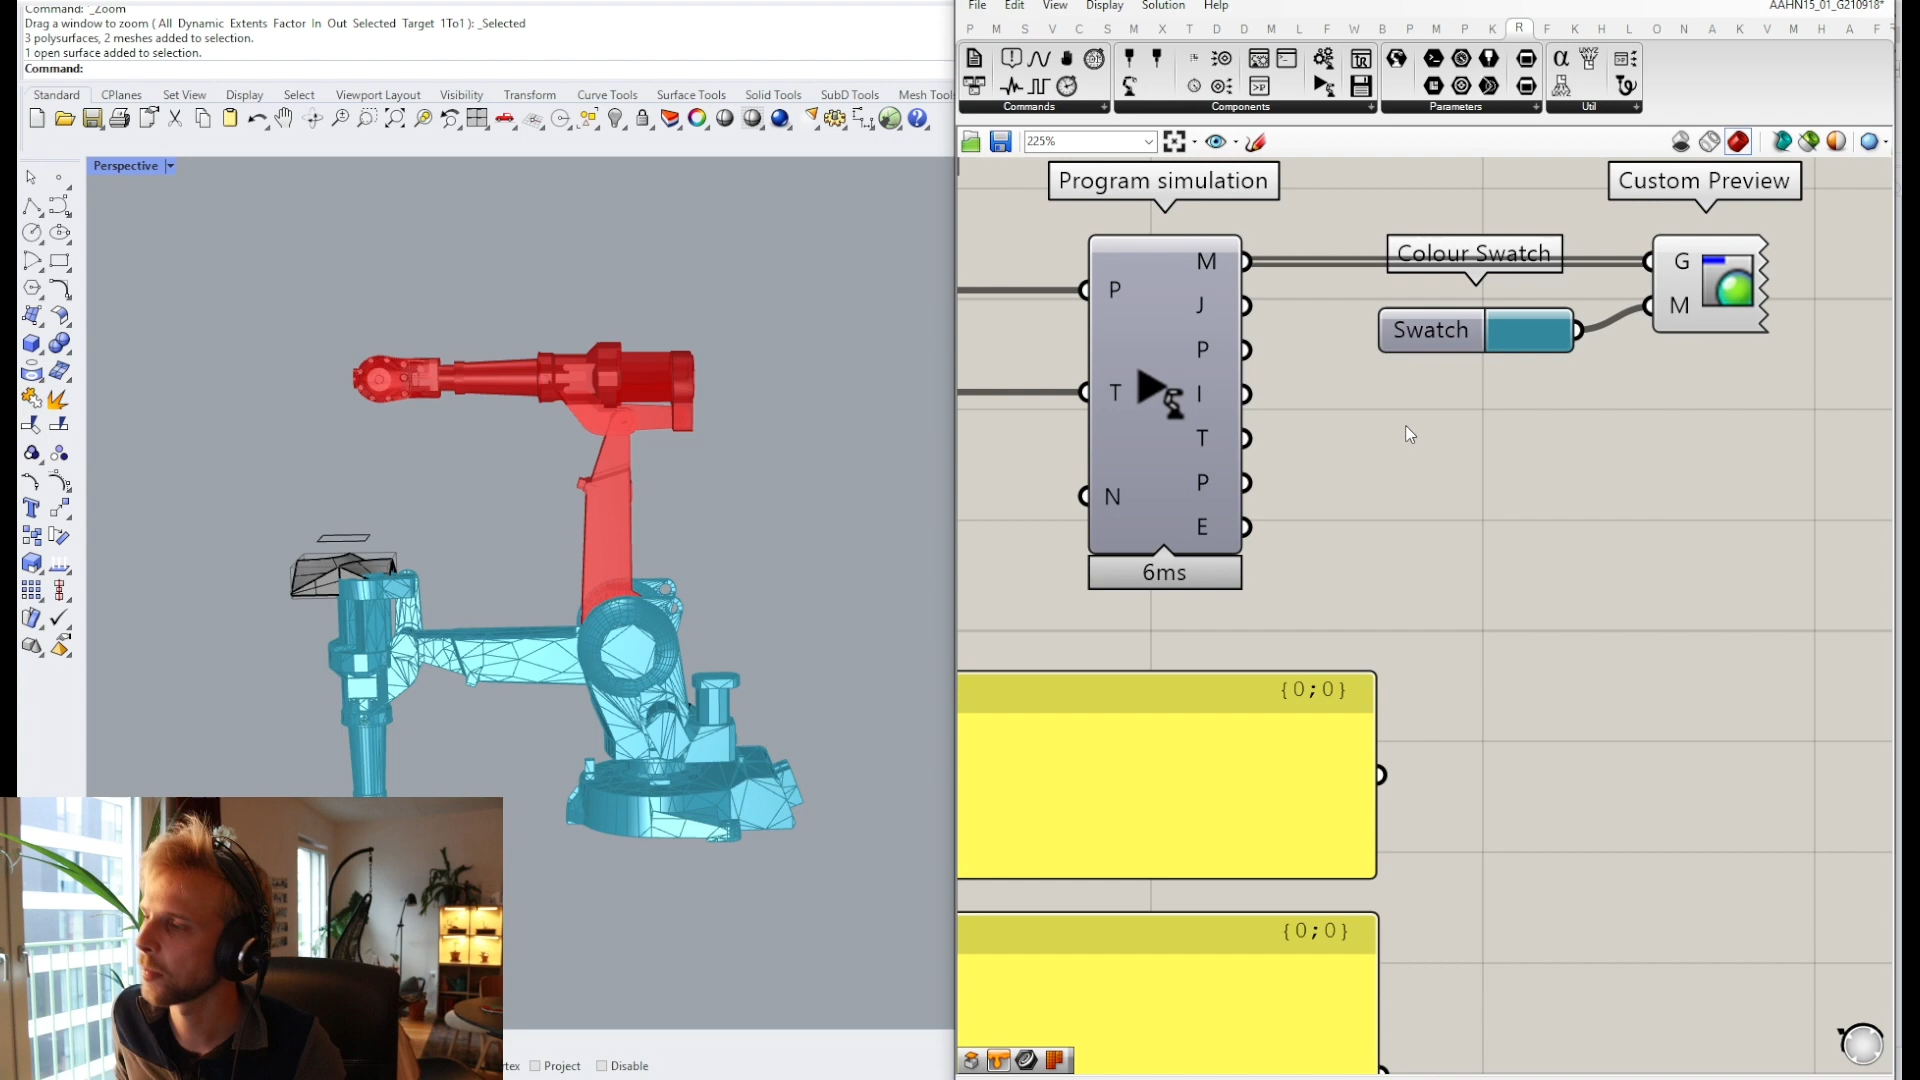 Command: '_Zoom
Drag a window to zoom ( All  Dynamic  Extents  Factor  In  Out  Selected  Target  1To1 ): _Selected
3 polysurfaces, 2 meshes added to selection.
1 open surface added to selection.
Command:
Standard CPlanes Set View Display Select Viewport Layout Visibility Transform Curve Tools Surface Tools Solid Tools SubD Tools Mesh Tool
Perspective
Project Disable
File Edit View Display Solution Help
AAHN15_01_G210918*
P M S V C S M X T D D M L F W B P M P K R F K H L O N A K V M H A F
Commands Components Parameters Util
225%
Program simulation
Custom Preview
Colour Swatch
Swatch
P
T
N
M
J
P
I
T
P
E
G
M
6ms
{0;0}
{0;0}